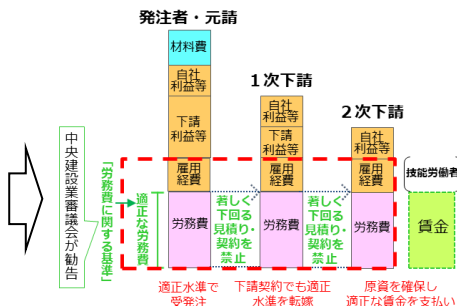 発注者・元請
材料費
自社
利益等
下請
利益等
雇用
経費
労務費
1次下請
自社
利益等
下請
利益等
雇用
経費
労務費
2次下請
自社
利益等
雇用
経費
労務費
技能労働者
賃金
中央建設業審議会が勧告
「労務費に関する基準」
適正な労務費
著しく
下回る
見積り・
契約を
禁止
著しく
下回る
見積り・
契約を
禁止
適正水準で
受発注
下請契約でも適正
水準を転嫁
原資を確保し
適正な賃金を支払い